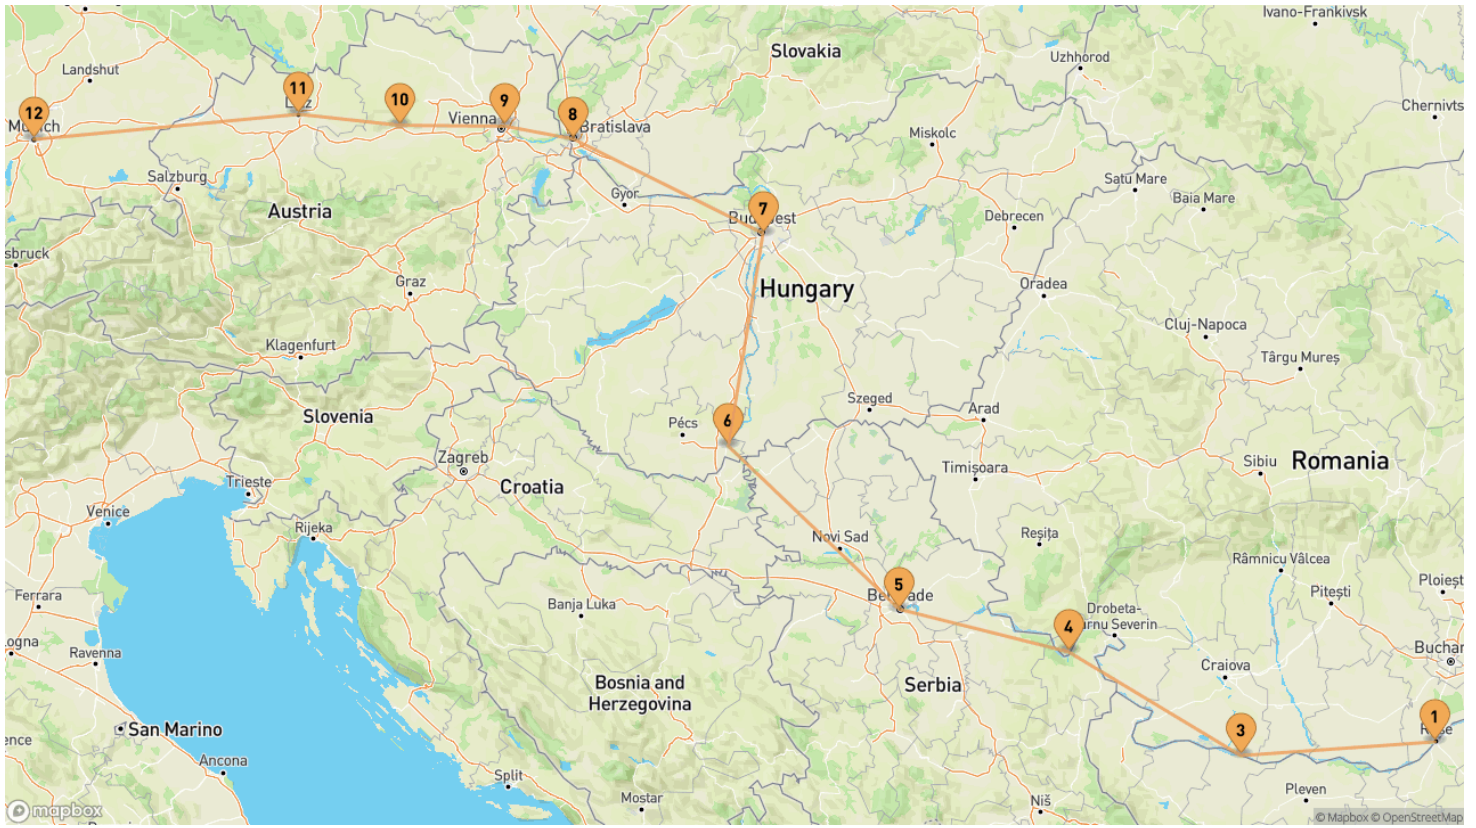 Ivano-Frankivsk
Slovakia
Uzhhorod
Landshut
11
12
10
9
8
Chernivts
Vienna
Bratislava
Miskolc
Salzburg
Satu Mare
Baia Mare
Gyor
7
Austria
Debrecen
sbruck
Graz
Hungary
Oradea
Cluj-Napoca
Klagenfurt
Târgu Mureș
Szeged
Arad
Slovenia
6
Pécs
Zagreb
Timișoara
Sibiu
Romania
Trieste
Croatia
Venice
Rijeka
Novi Sad
Reșița
Râmnicu Vâlcea
5
Ploiești
Ferrara
Banja Luka
Pitești
Drobeta-
4
urnu Severin
logna
Ravenna
Buchar
Craiova
Bosnia and
Herzegovina
Serbia
1
3
San Marino
ence
Ancona
Split
Pleven
Mostar
Niš
mapbox
© Mapbox © OpenStreetMap